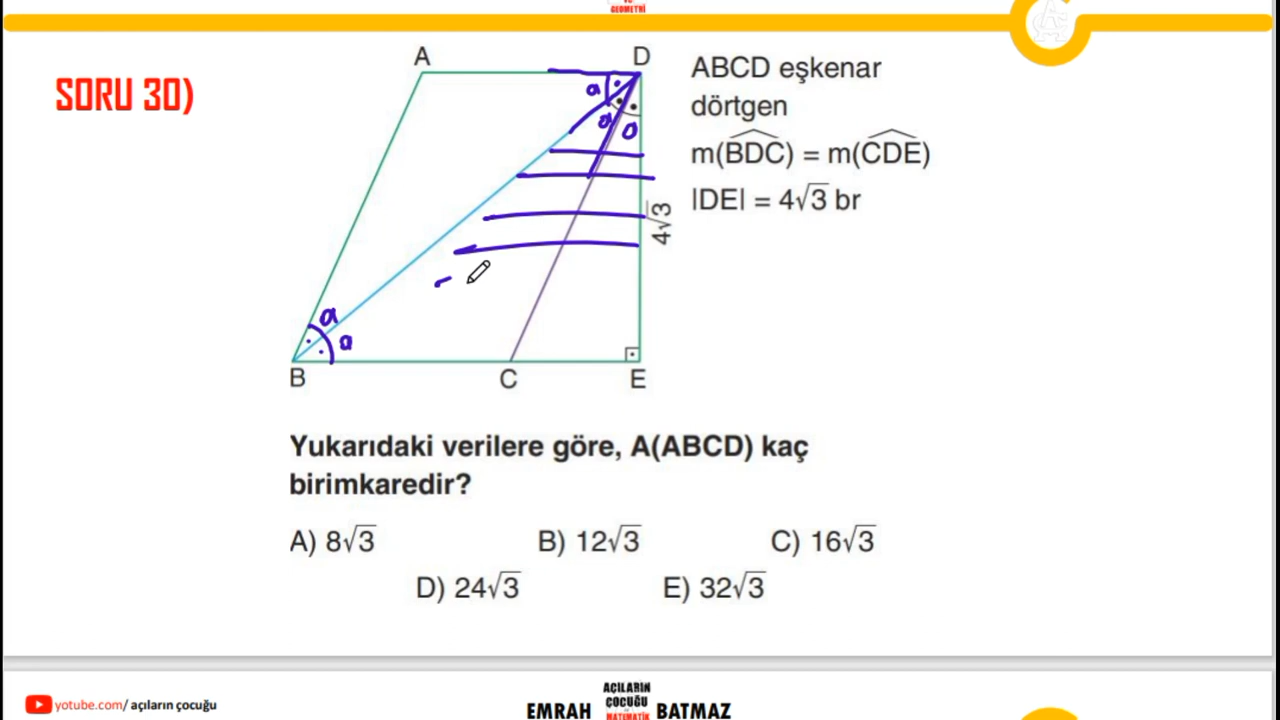 GEOMETRİ
SORU 30)
A
D
ABCD eşkenar
dörtgen
m(BDC) = m(CDE)
|DE| = 4√3 br
a
a
a
4√3
a
a
B
C
E
Yukarıdaki verilere göre, A(ABCD) kaç
birimkaredir?
A) 8√3
B) 12√3
C) 16√3
D) 24√3
E) 32√3
yotube.com/ açıların çocuğu
EMRAH
AÇILARIN
ÇOCUĞU
MATEMATİK
BATMAZ